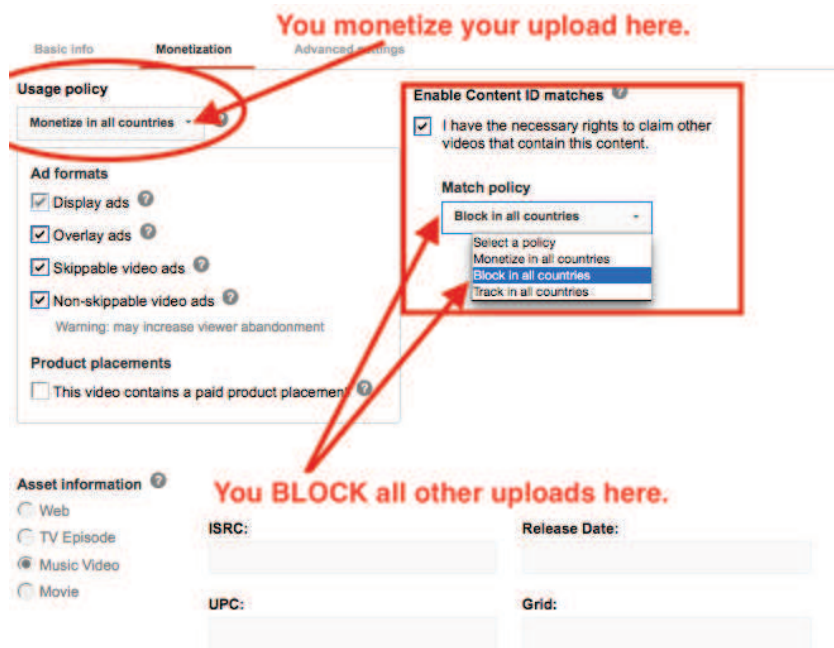 You monetize your upload here.
Basic info Monetization Advanced settings
Usage policy
Monetize in all countries
Ad formats
Display ads
Overlay ads
Skippable video ads
Non-skippable video ads
Warning: may increase viewer abandonment
Product placements
This video contains a paid product placement
Enable Content ID matches
I have the necessary rights to claim other
videos that contain this content.
Match policy
Block in all countries
Select a policy
Monetize in all countries
Block in all countries
Track in all countries
You BLOCK all other uploads here.
Asset information
Web
TV Episode
Music Video
Movie
ISRC:
Release Date:
UPC:
Grid: